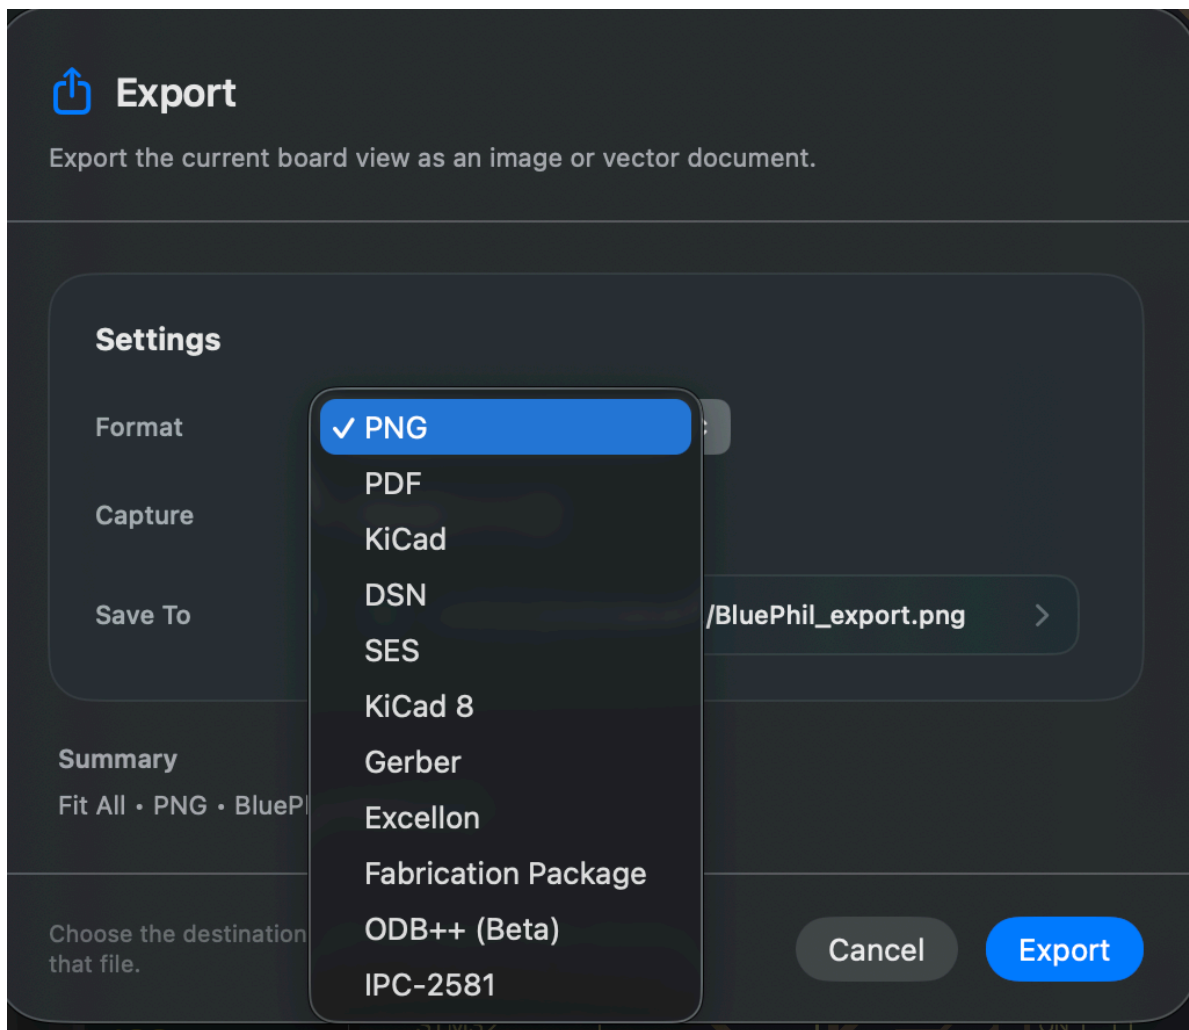 Export
Export the current board view as an image or vector document.
Settings
Format
✓ PNG
PDF
KiCad
DSN
SES
KiCad 8
Gerber
Excellon
Fabrication Package
ODB++ (Beta)
IPC-2581
Capture
Save To
/BluePhil_export.png
Summary
Fit All • PNG • BluePh
Choose the destination
that file.
Cancel
Export